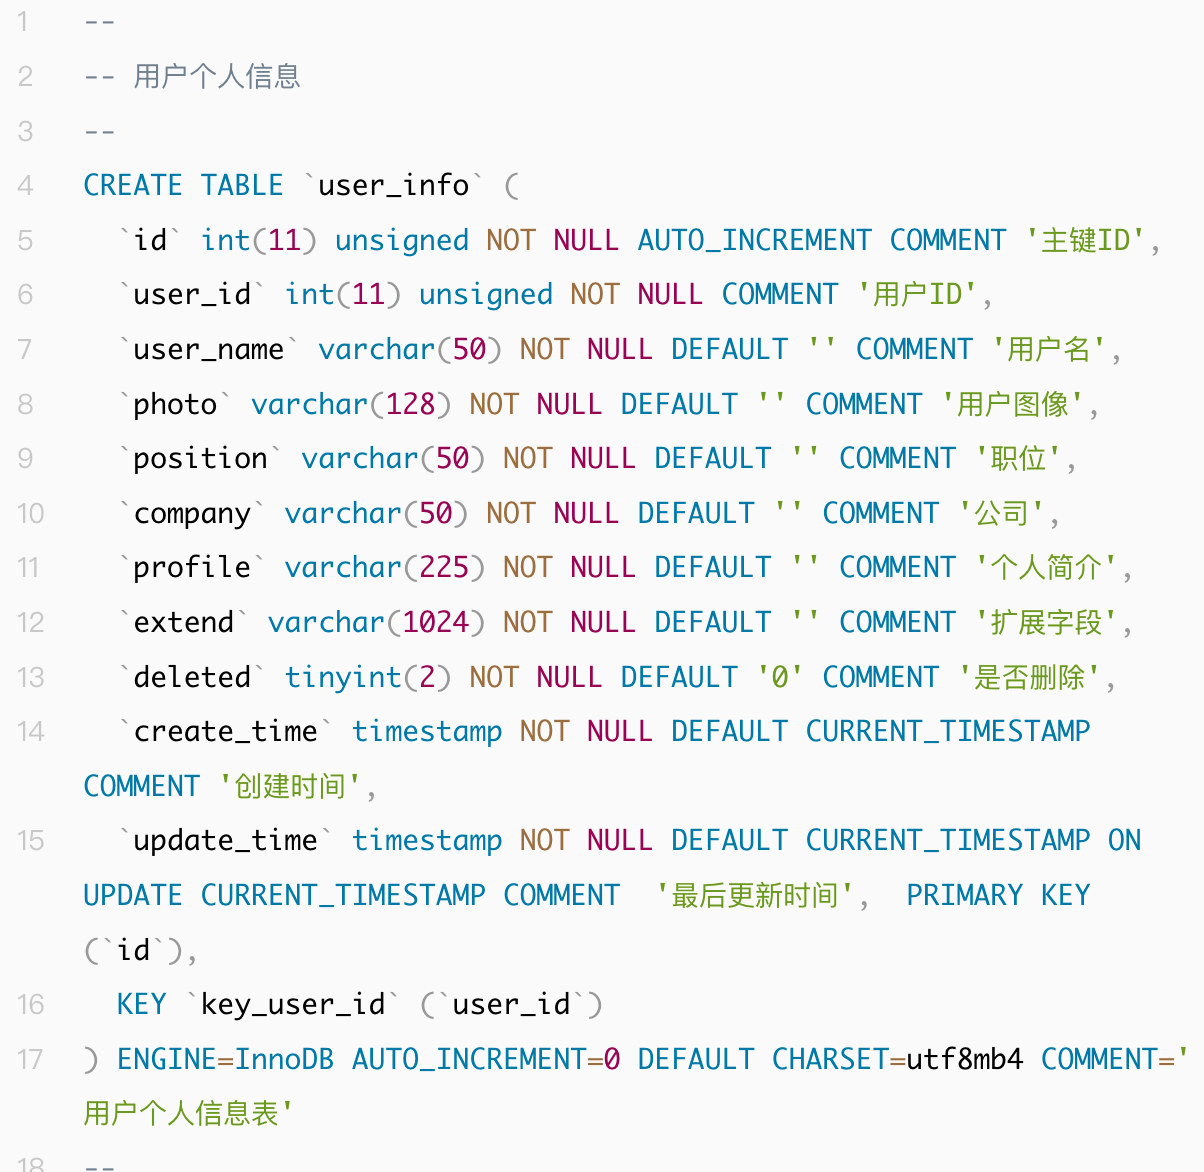 1 --
2 -- 用户个人信息
3 --
4 CREATE TABLE `user_info` (
5 `id` int(11) unsigned NOT NULL AUTO_INCREMENT COMMENT '主键ID',
6 `user_id` int(11) unsigned NOT NULL COMMENT '用户ID',
7 `user_name` varchar(50) NOT NULL DEFAULT '' COMMENT '用户名',
8 `photo` varchar(128) NOT NULL DEFAULT '' COMMENT '用户图像',
9 `position` varchar(50) NOT NULL DEFAULT '' COMMENT '职位',
10 `company` varchar(50) NOT NULL DEFAULT '' COMMENT '公司',
11 `profile` varchar(225) NOT NULL DEFAULT '' COMMENT '个人简介',
12 `extend` varchar(1024) NOT NULL DEFAULT '' COMMENT '扩展字段',
13 `deleted` tinyint(2) NOT NULL DEFAULT '0' COMMENT '是否删除',
14 `create_time` timestamp NOT NULL DEFAULT CURRENT_TIMESTAMP
COMMENT '创建时间',
15 `update_time` timestamp NOT NULL DEFAULT CURRENT_TIMESTAMP ON
UPDATE CURRENT_TIMESTAMP COMMENT  '最后更新时间',  PRIMARY KEY
(`id`),
16 KEY `key_user_id` (`user_id`)
17 ) ENGINE=InnoDB AUTO_INCREMENT=0 DEFAULT CHARSET=utf8mb4 COMMENT='
用户个人信息表'
18 --